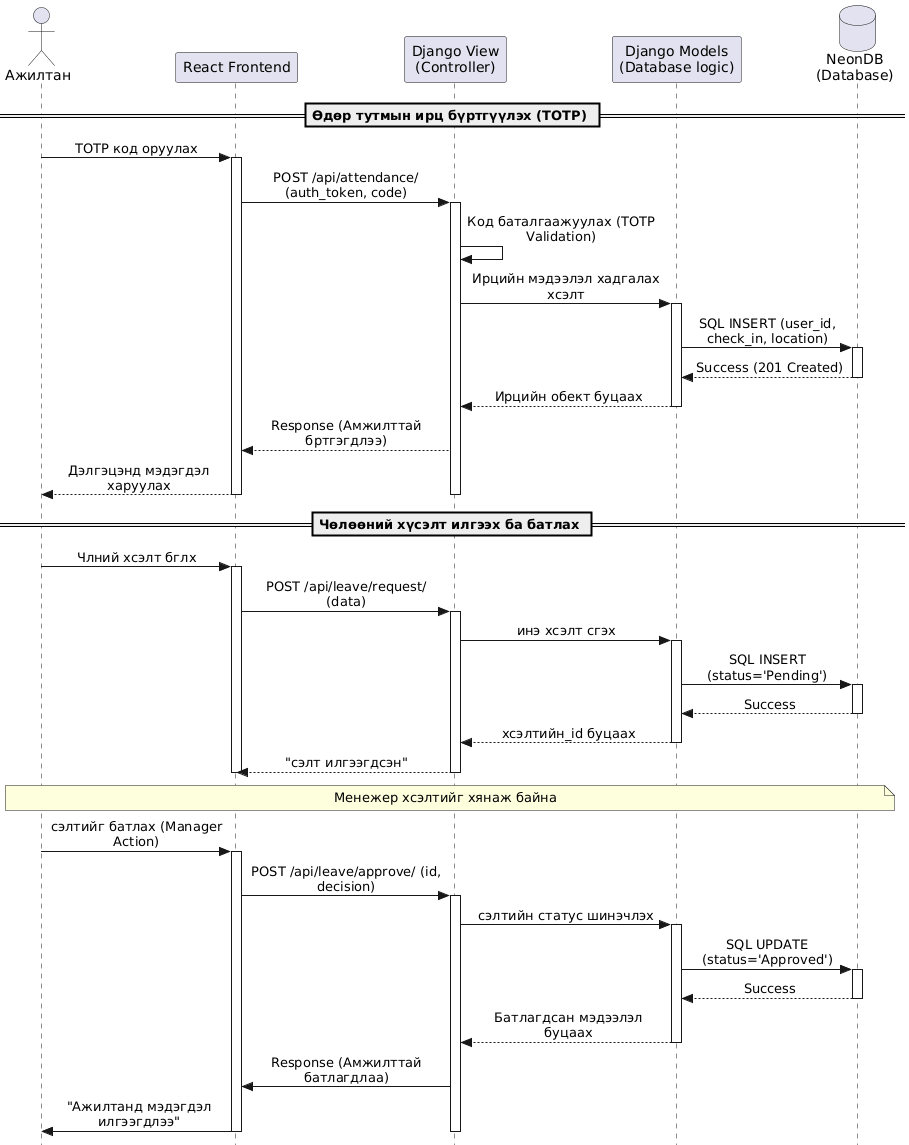 Ажилтан
React Frontend
Django View
(Controller)
Django Models
(Database logic)
NeonDB
(Database)
Өдөр тутмын ирц бүртгүүлэх (TOTP)
TOTP код оруулах
POST /api/attendance/
(auth_token, code)
Код баталгаажуулах (TOTP
Validation)
Ирцийн мэдээлэл хадгалах
хсэлт
SQL INSERT (user_id,
check_in, location)
Success (201 Created)
Ирцийн обект буцаах
Response (Амжилттай
бртгэгдлээ)
Дэлгэцэнд мэдэгдэл
харуулах
Чөлөөний хүсэлт илгээх ба батлах
Члний хсэлт бглх
POST /api/leave/request/
(data)
инэ хсэлт сгэх
SQL INSERT
(status='Pending')
Success
хсэлтийн_id буцаах
"сэлт илгээгдсэн"
Менежер хсэлтийг хянаж байна
сэлтийг батлах (Manager
Action)
POST /api/leave/approve/ (id,
decision)
сэлтийн статус шинэчлэх
SQL UPDATE
(status='Approved')
Success
Батлагдсан мэдээлэл
буцаах
Response (Амжилттай
батлагдлаа)
"Ажилтанд мэдэгдэл
илгээгдлээ"